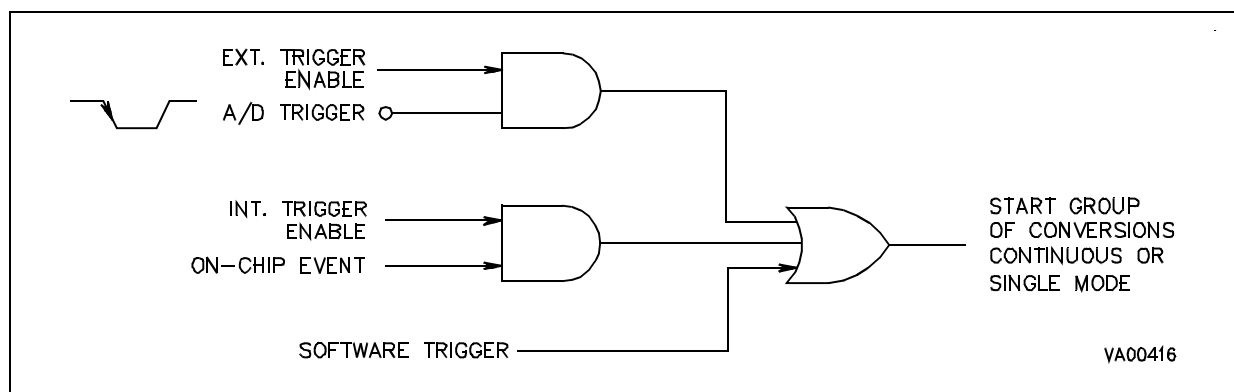 EXT. TRIGGER
ENABLE
A/D TRIGGER
INT. TRIGGER
ENABLE
ON-CHIP EVENT
SOFTWARE TRIGGER
START GROUP
OF CONVERSIONS
CONTINUOUS OR
SINGLE MODE
VA00416